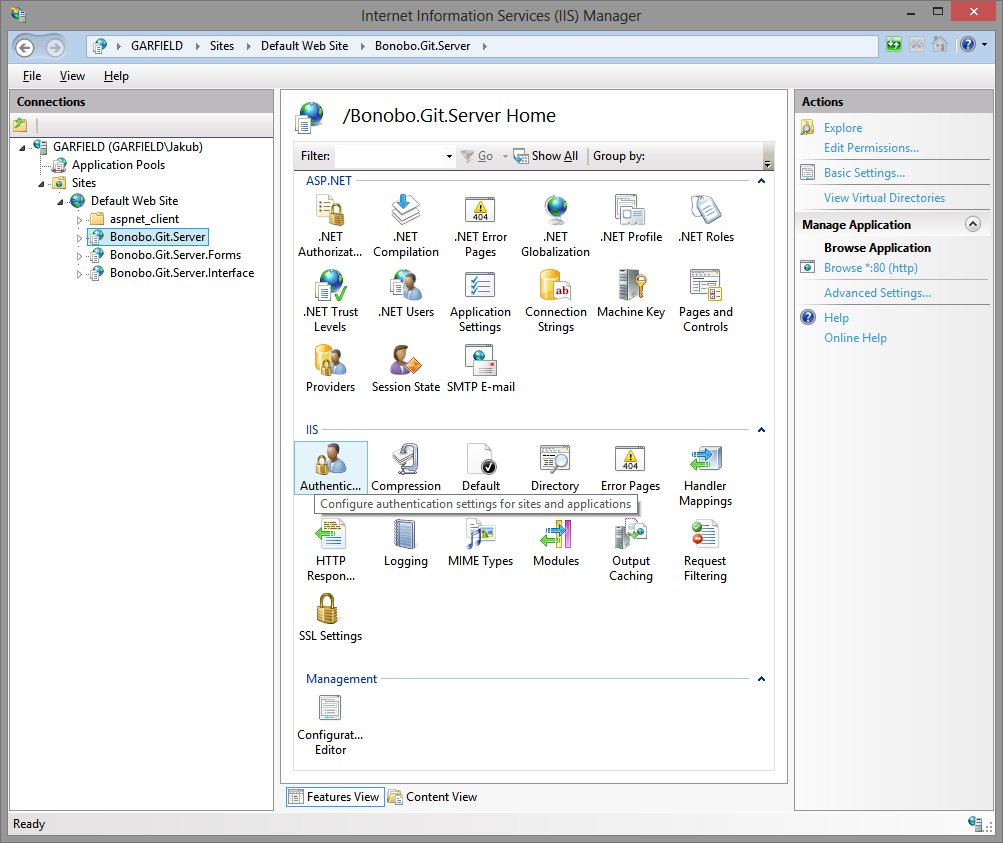 Internet Information Services (IIS) Manager
GARFIELD
Sites
Default Web Site
Bonobo.Git.Server
File
View
Help
Connections
GARFIELD (GARFIELD\Jakub)
Application Pools
Sites
Default Web Site
aspnet_client
Bonobo.Git.Server
Bonobo.Git.Server.Forms
Bonobo.Git.Server.Interface
/Bonobo.Git.Server Home
Filter:
Go
Show All
Group by:
ASP.NET
.NET
Authorizat...
.NET
Compilation
404
.NET Error
Pages
.NET
Globalization
.NET Profile
.NET Roles
.NET Trust
Levels
.NET Users
Application
Settings
ab
Connection
Strings
Machine Key
Pages and
Controls
Providers
Session State
SMTP E-mail
IIS
Authentic...
Compression
Default
Directory
404
Error Pages
Handler
Mappings
Configure authentication settings for sites and applications
HTTP
Respon...
Logging
MIME Types
Modules
Output
Caching
Request
Filtering
SSL Settings
Management
Configurat...
Editor
Features View
Content View
Actions
Explore
Edit Permissions...
Basic Settings...
View Virtual Directories
Manage Application
Browse Application
Browse *:80 (http)
Advanced Settings...
Help
Online Help
Ready